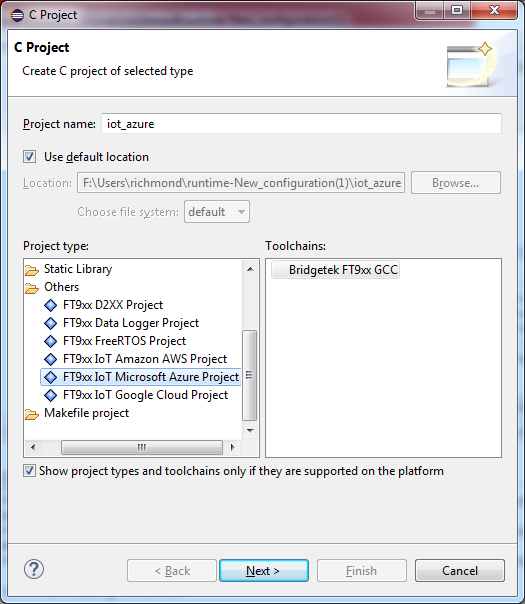 C Project
C Project
Create C project of selected type
Project name: iot_azure
Use default location
Location: F:\Users\richmond\runtime-New_configuration(1)\iot_azure Browse...
Choose file system: default
Project type: Toolchains:
Static Library
Others
FT9xx D2XX Project
FT9xx Data Logger Project
FT9xx FreeRTOS Project
FT9xx IoT Amazon AWS Project
FT9xx IoT Microsoft Azure Project
FT9xx IoT Google Cloud Project
Makefile project
Bridgetek FT9xx GCC
Show project types and toolchains only if they are supported on the platform
? < Back Next > Finish Cancel